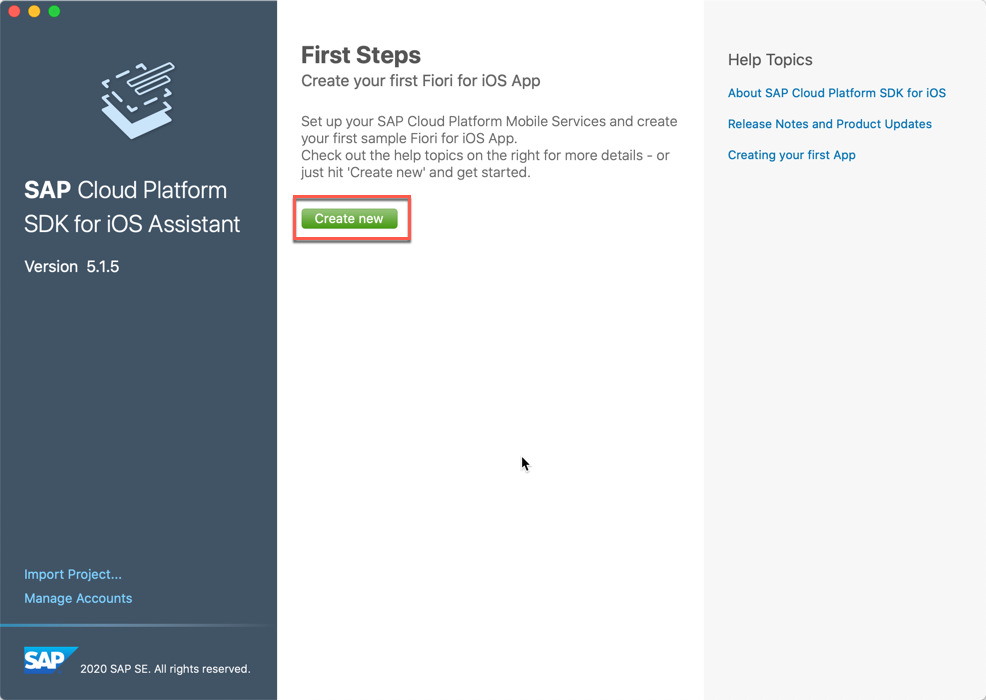 SAP Cloud Platform
SDK for iOS Assistant
Version 5.1.5
Import Project...
Manage Accounts
SAP
2020 SAP SE. All rights reserved.
First Steps
Create your first Fiori for iOS App
Set up your SAP Cloud Platform Mobile Services and create
your first sample Fiori for iOS App.
Check out the help topics on the right for more details - or
just hit 'Create new' and get started.
Create new
Help Topics
About SAP Cloud Platform SDK for iOS
Release Notes and Product Updates
Creating your first App